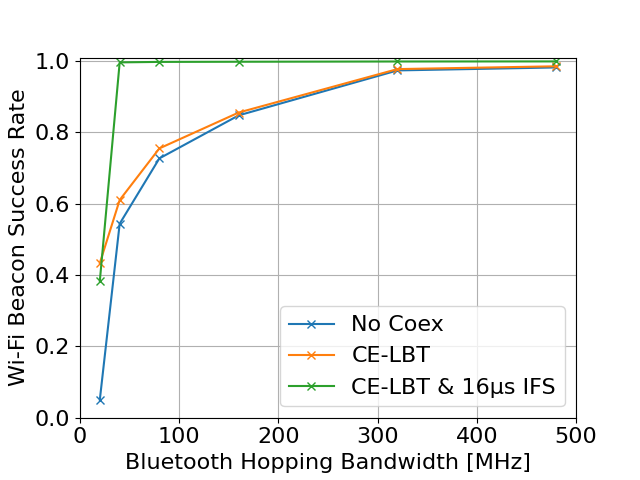 Wi-Fi Beacon Success Rate
1.0
0.8
0.6
0.4
0.2
0.0
No Coex
CE-LBT
CE-LBT & 16μs IFS
0 100 200 300 400 500
Bluetooth Hopping Bandwidth [MHz]